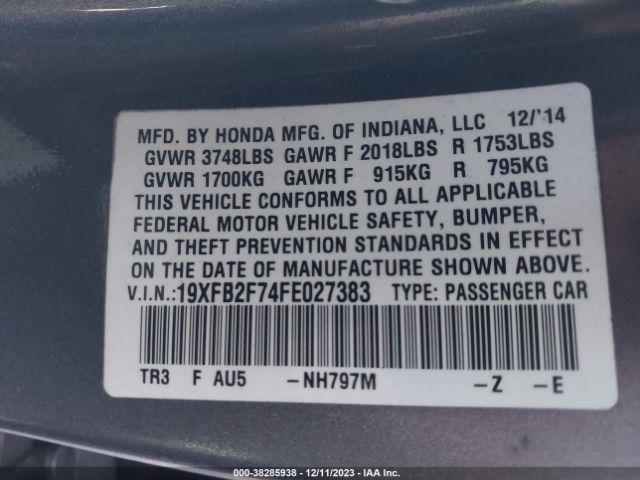 MFD. BY HONDA MFG. OF INDIANA, LLC 12/'14
GVWR 3748LBS GAWR F 2018LBS R 1753LBS
GVWR 1700KG GAWR F 915KG R 795KG
THIS VEHICLE CONFORMS TO ALL APPLICABLE
FEDERAL MOTOR VEHICLE SAFETY, BUMPER,
AND THEFT PREVENTION STANDARDS IN EFFECT
ON THE DATE OF MANUFACTURE SHOWN ABOVE.
V.I.N.:19XFB2F74FE027383 TYPE: PASSENGER CAR
TR3 F AU5 -NH797M -Z -E
000-38285938 - 12/11/2023 - IAA Inc.